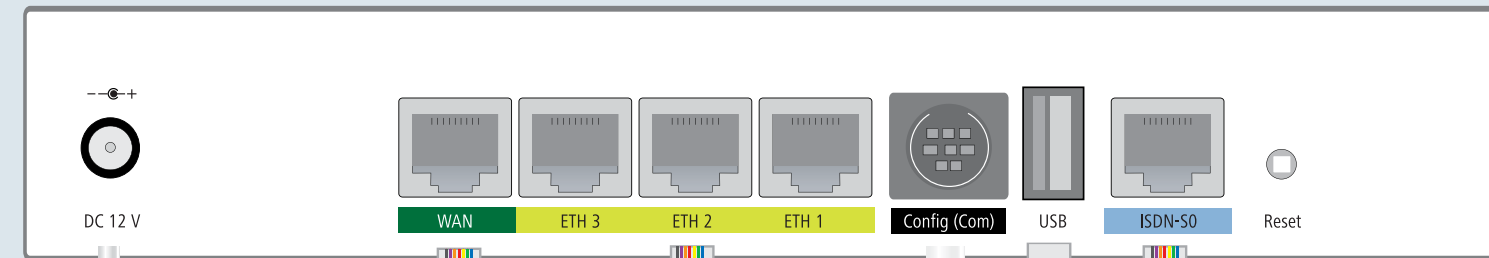 DC 12 V
WAN
ETH 3
ETH 2
ETH 1
Config (Com)
USB
ISDN-S0
Reset